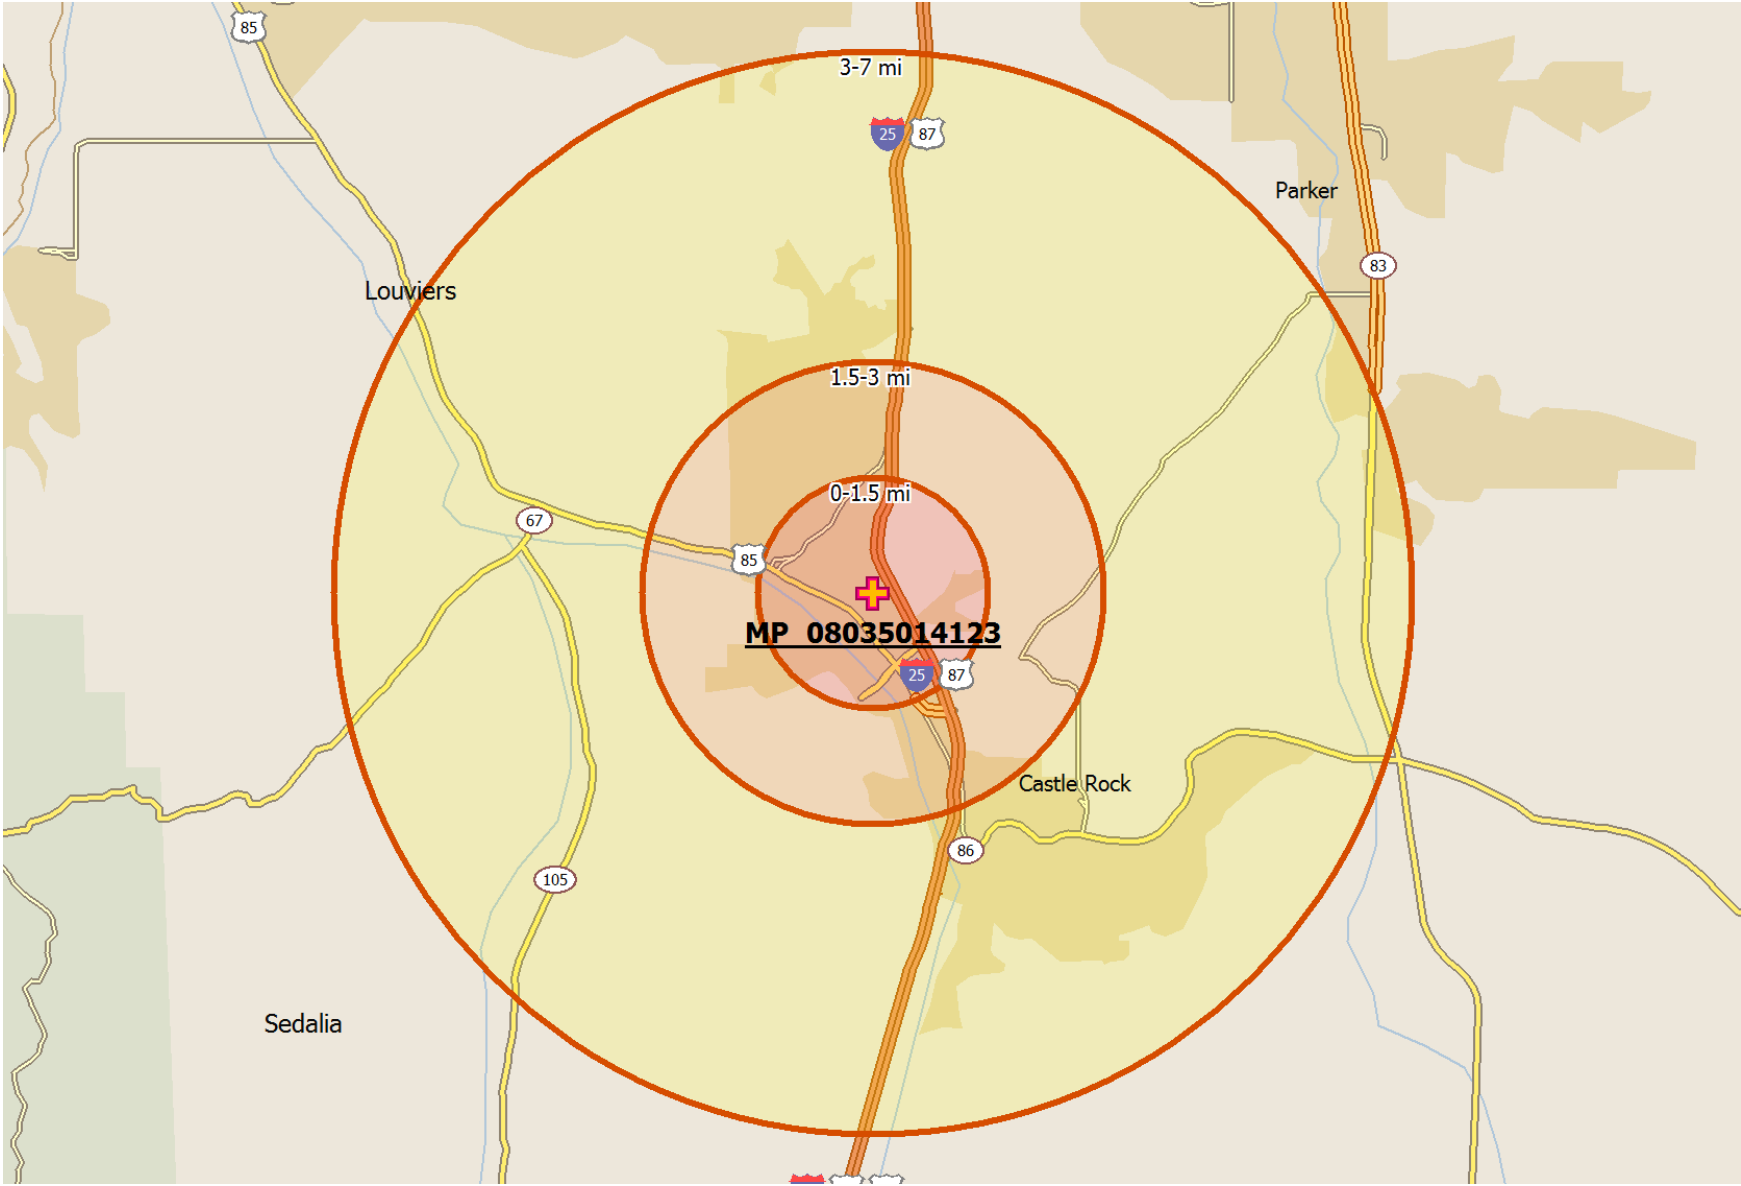 85
3-7 mi
25
87
Parker
83
Louviers
1.5-3 mi
0-1.5 mi
67
85
MP 08035014123
25
87
Castle Rock
86
105
Sedalia